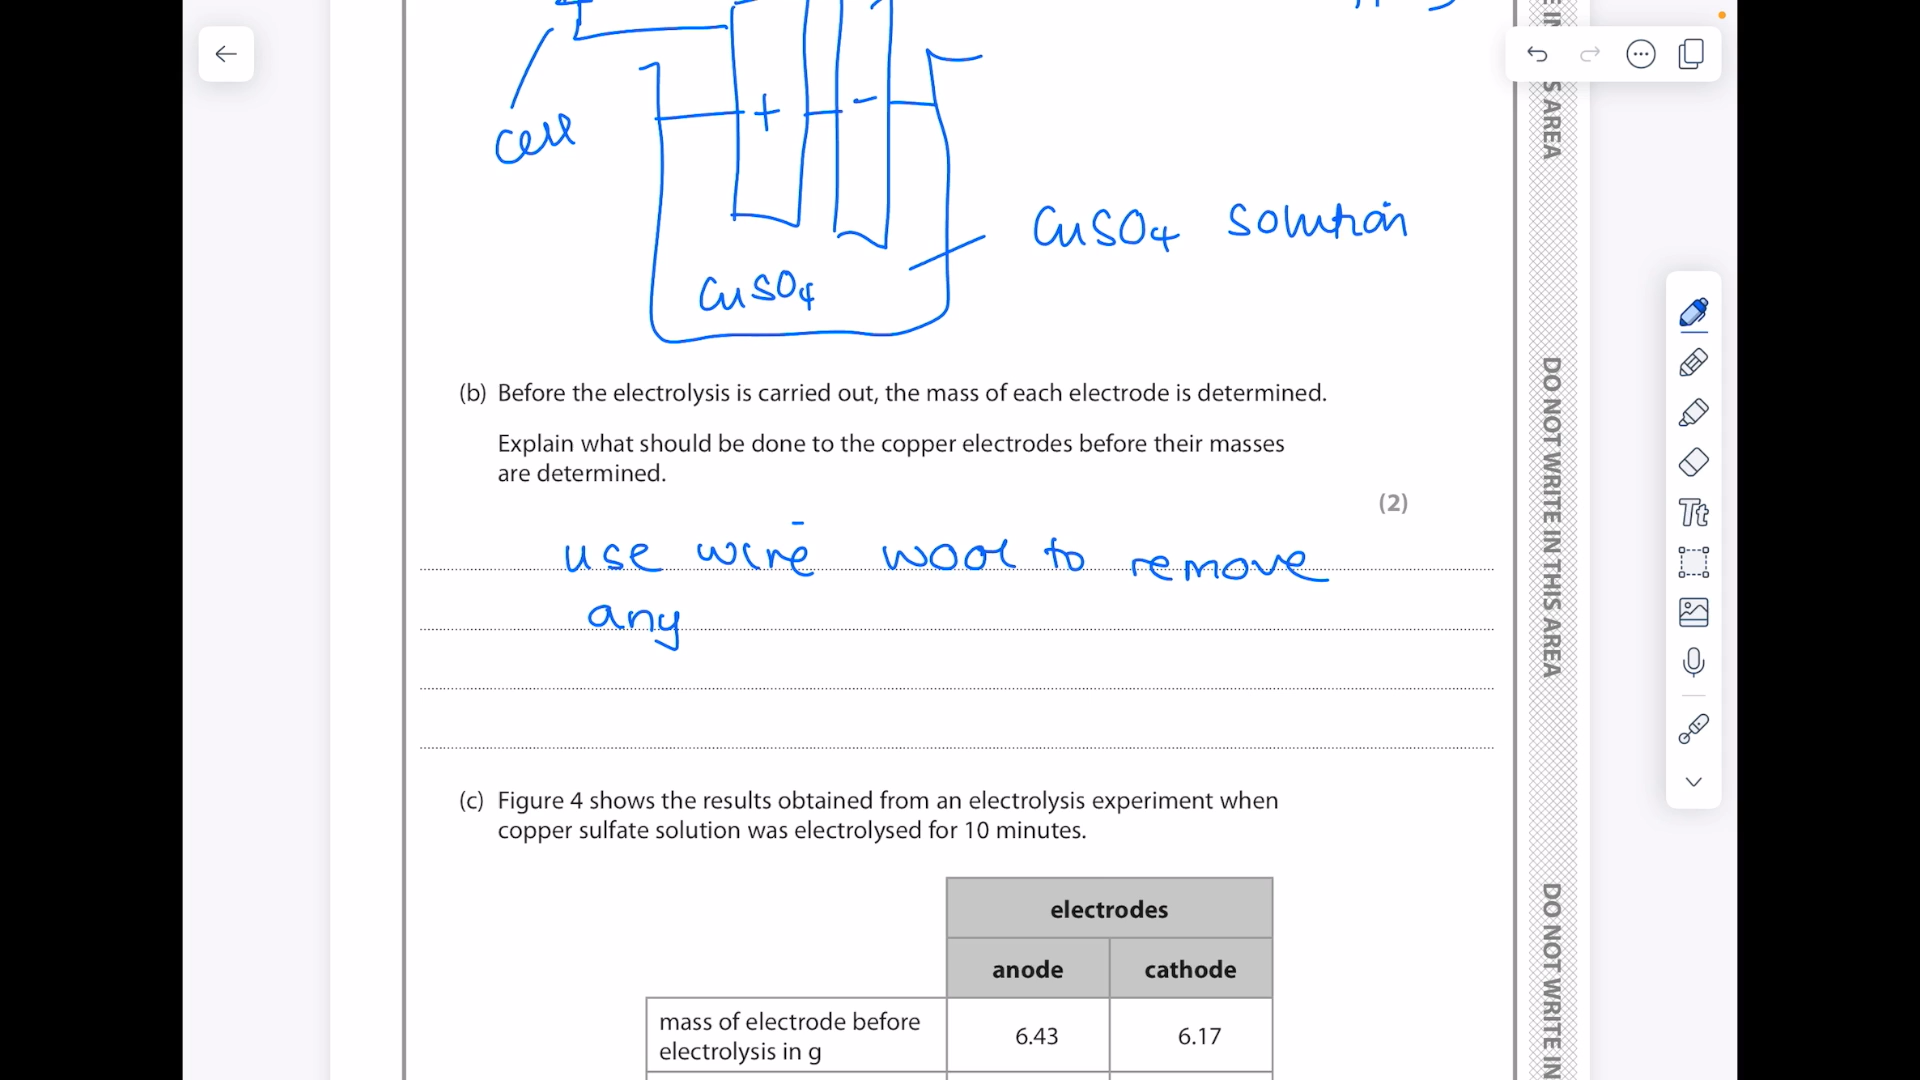 cell
+
-
CuSO4 solution
CuSO4
(b) Before the electrolysis is carried out, the mass of each electrode is determined.
Explain what should be done to the copper electrodes before their masses
are determined.
(2)
use wire wool to remove
any
(c) Figure 4 shows the results obtained from an electrolysis experiment when
copper sulfate solution was electrolysed for 10 minutes.
electrodes
anode cathode
mass of electrode before
electrolysis in g
6.43 6.17
S AREA
DO NOT WRITE IN THIS AREA
DO NOT WRITE IN
Tt